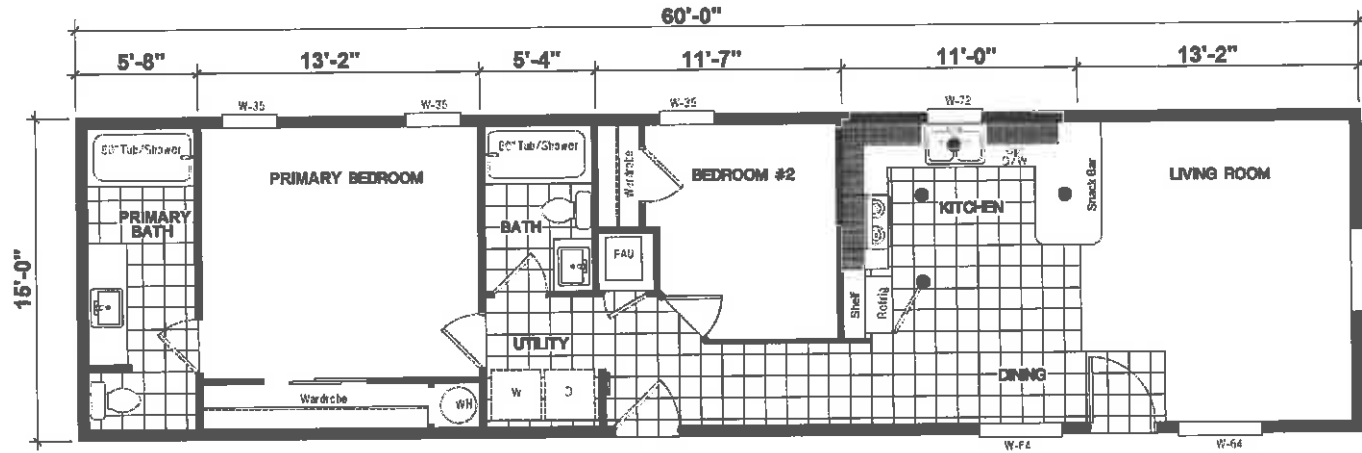 60'-0"
5'-8" 13'-2" 5'-4" 11'-7" 11'-0" 13'-2"
W-35 W-35 W-35 W-72
15'-0"
60" Tub/Shower
60" Tub/Shower
Wardrobe
PRIMARY BEDROOM
BEDROOM #2
LIVING ROOM
Snack Bar
KITCHEN
PRIMARY
BATH
BATH
FAU
Shelf
Refrig
UTILITY
DINING
W
D
Wardrobe
WH
W-64
W-64